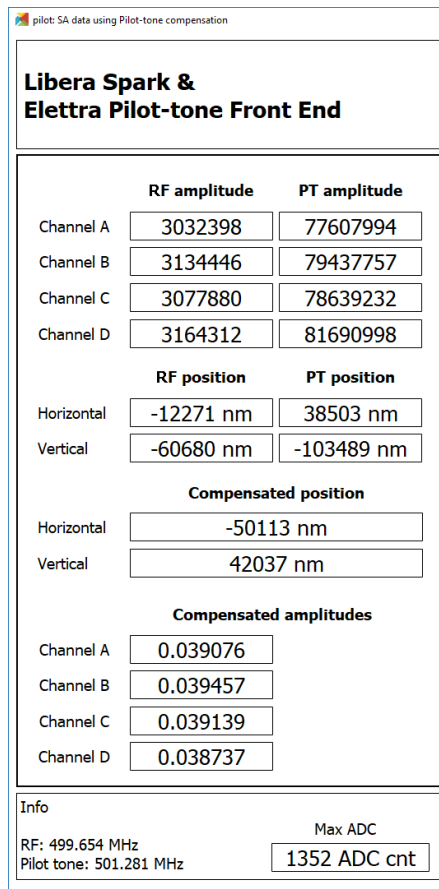 pilot: SA data using Pilot-tone compensation
Libera Spark &
Elettra Pilot-tone Front End
RF amplitude PT amplitude
Channel A 3032398 77607994
Channel B 3134446 79437757
Channel C 3077880 78639232
Channel D 3164312 81690998
RF position PT position
Horizontal -12271 nm 38503 nm
Vertical -60680 nm -103489 nm
Compensated position
Horizontal -50113 nm
Vertical 42037 nm
Compensated amplitudes
Channel A 0.039076
Channel B 0.039457
Channel C 0.039139
Channel D 0.038737
Info
Max ADC
RF: 499.654 MHz
Pilot tone: 501.281 MHz
1352 ADC cnt